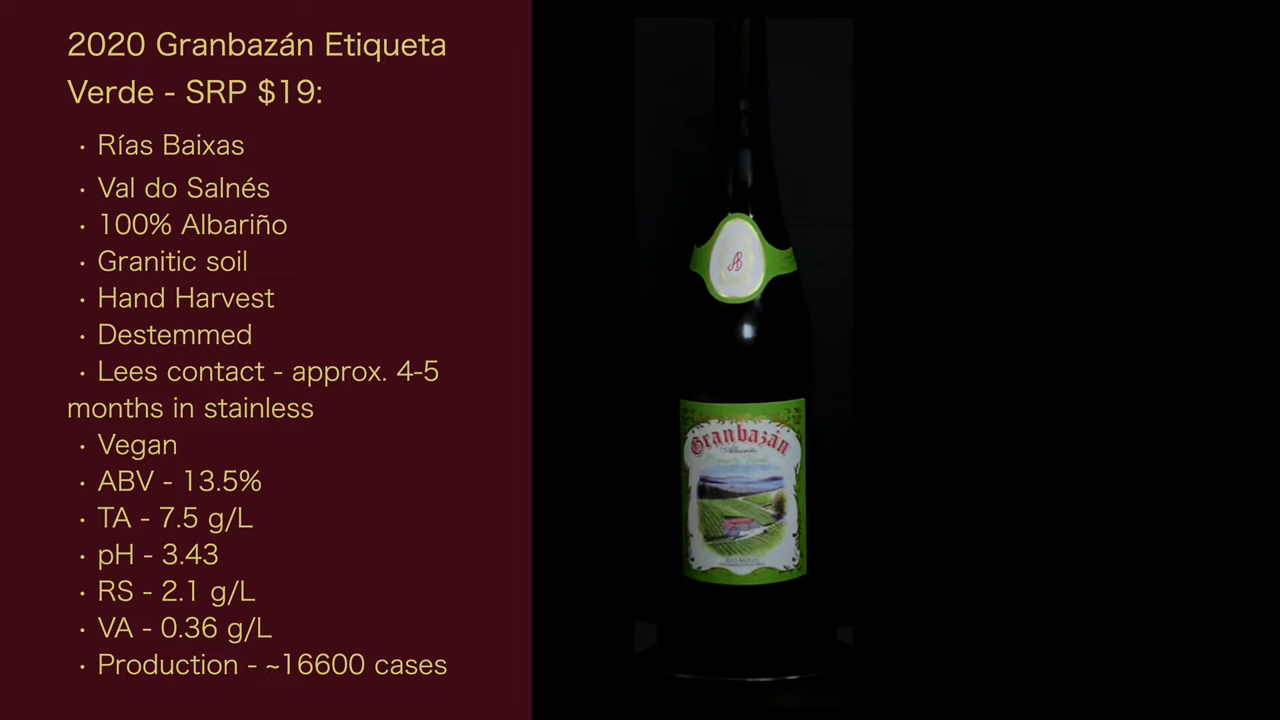 2020 Granbazán Etiqueta
Verde - SRP $19:
• Rías Baixas
• Val do Salnés
• 100% Albariño
• Granitic soil
• Hand Harvest
• Destemmed
• Lees contact - approx. 4-5
months in stainless
• Vegan
• ABV - 13.5%
• TA - 7.5 g/L
• pH - 3.43
• RS - 2.1 g/L
• VA - 0.36 g/L
• Production - ~16600 cases
Granbazán